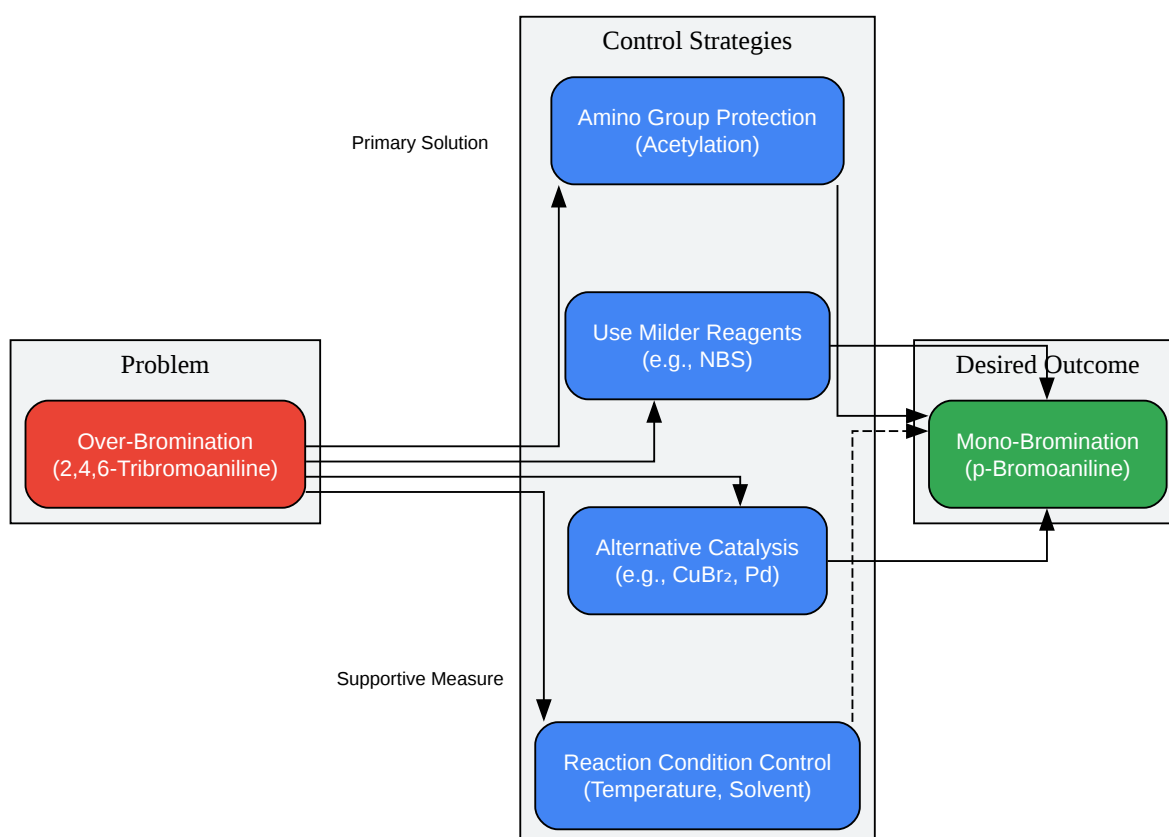 Control Strategies
Amino Group Protection
(Acetylation)
Primary Solution
Use Milder Reagents
(e.g., NBS)
Problem
Desired Outcome
Over-Bromination
(2,4,6-Tribromoaniline)
Mono-Bromination
(p-Bromoaniline)
Alternative Catalysis
(e.g., CuBr₂, Pd)
Supportive Measure
Reaction Condition Control
(Temperature, Solvent)